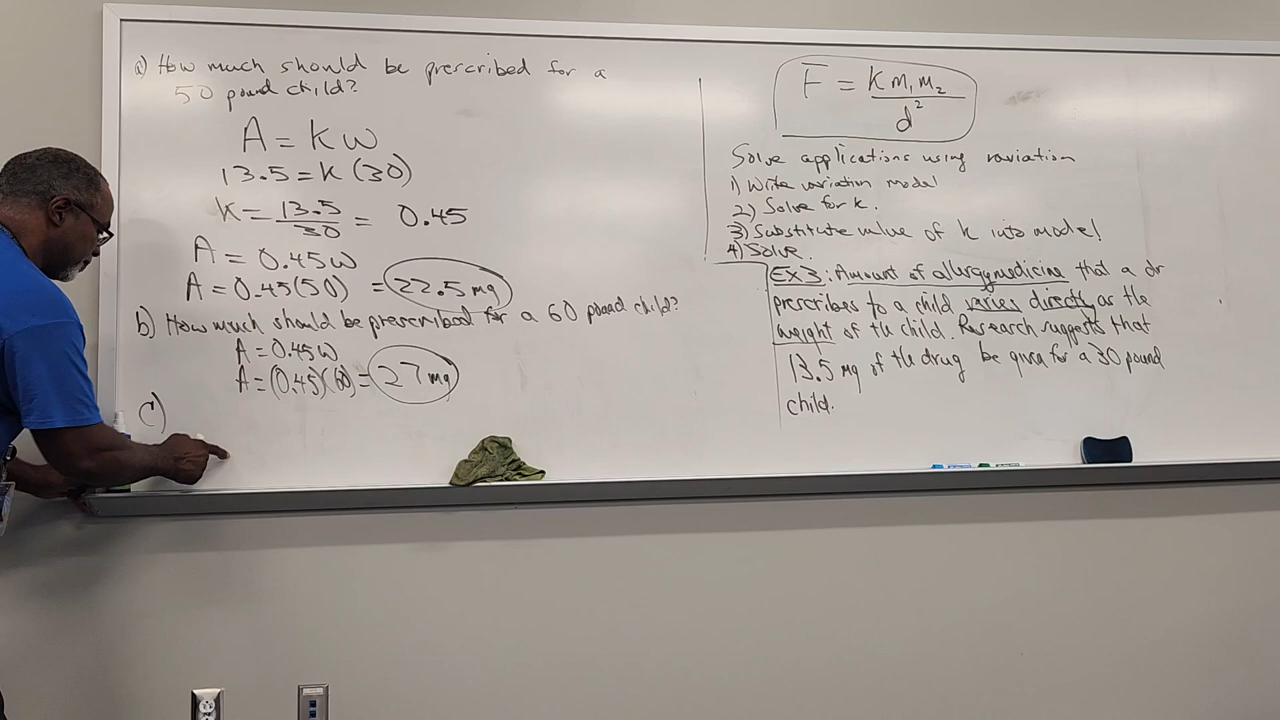 a) How much should be prescribed for a
50 pound child?
A = KW
13.5 = K (30)
K = 13.5/30 = 0.45
A = 0.45W
A = 0.45(50) = 22.5 mg
b) How much should be prescribed for a 60 pound child?
A = 0.45W
A = (0.45)(60) = 27 mg
c)
F = K m₁ m₂ / d²
Solve applications using variation
1) Write variation model
2) Solve for k.
3) Substitute value of k into model!
4) Solve.
EX3: Amount of allergy medicine that a dr
prescribes to a child varies directly as the
weight of the child. Research suggests that
13.5 mg of the drug be given for a 30 pound
child.